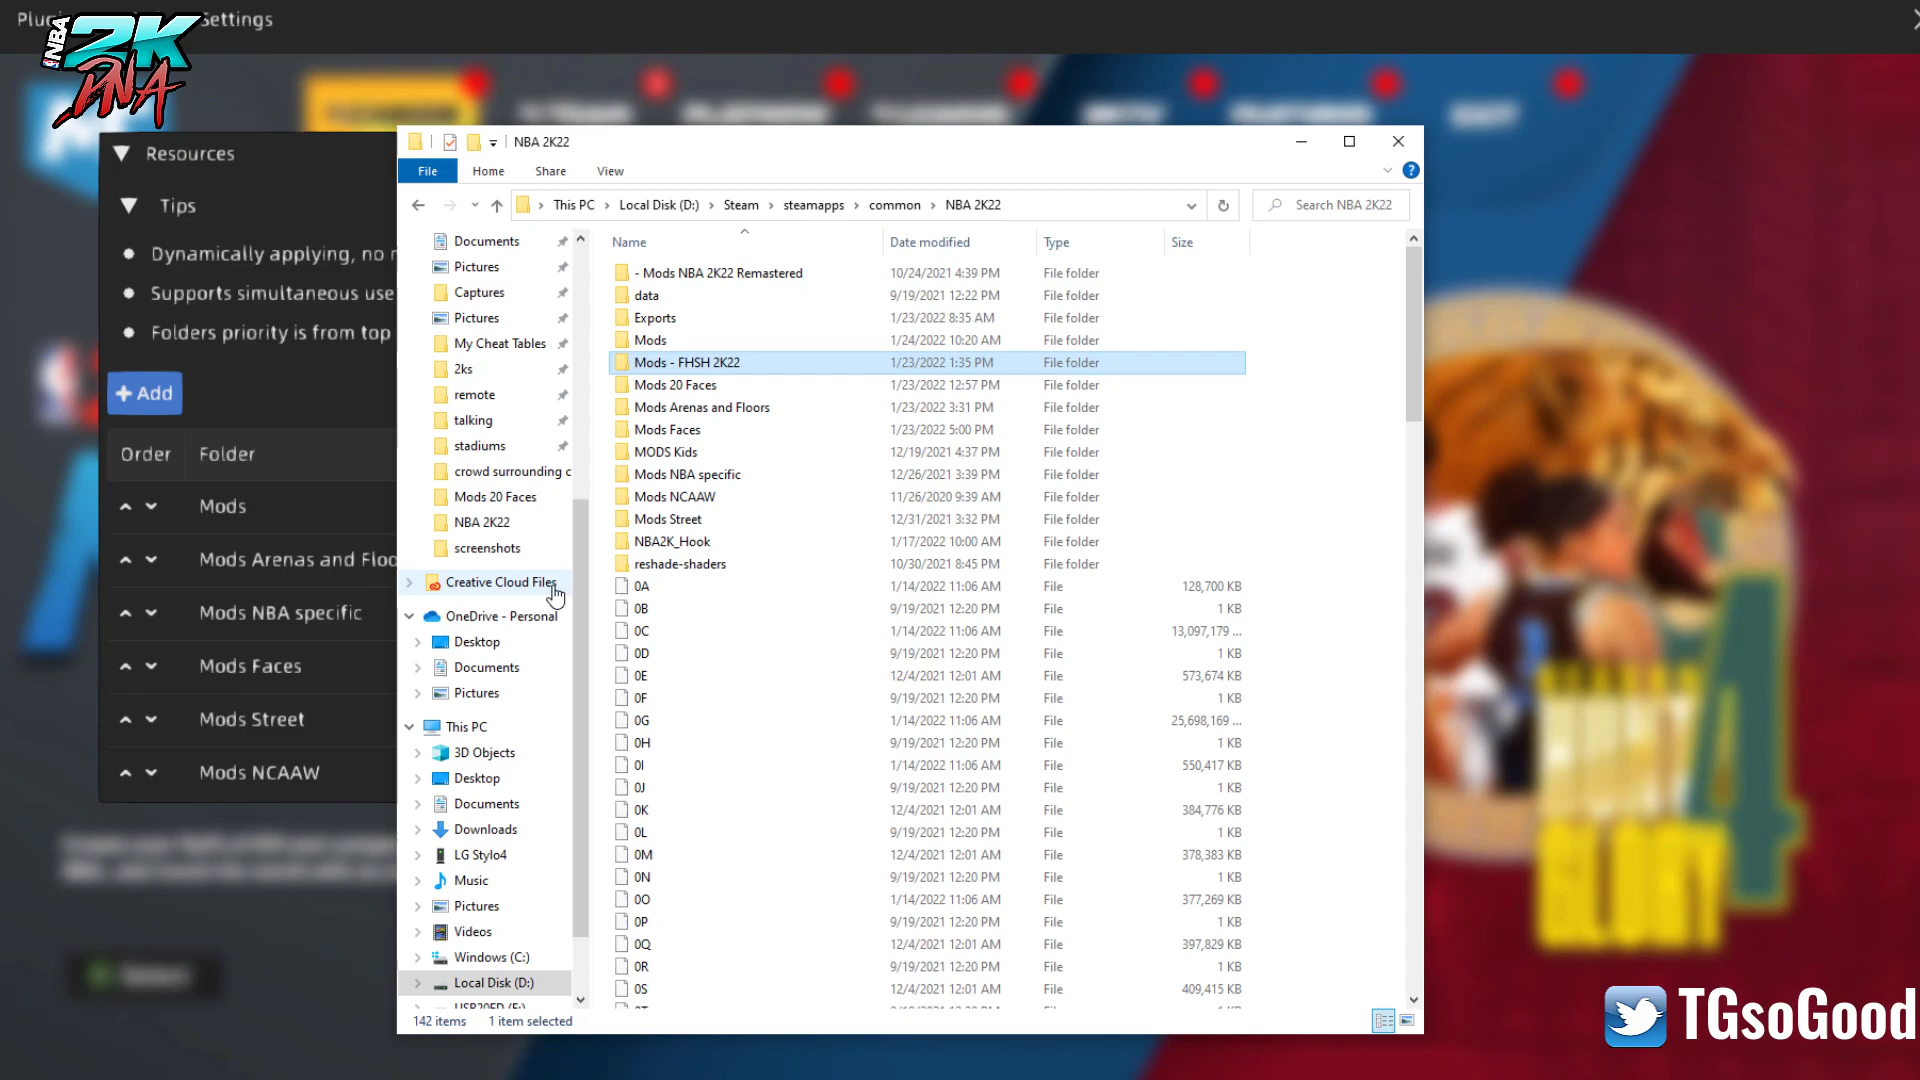 Settings
NBA 2K DNA
Resources
Tips
Dynamically applying, no
Supports simultaneous use
Folders priority is from top
+ Add
Order Folder
Mods
Mods Arenas and Floo
Mods NBA specific
Mods Faces
Mods Street
Mods NCAAW
NBA 2K22
File Home Share View
This PC > Local Disk (D:) > Steam > steamapps > common > NBA 2K22
Search NBA 2K22
Documents
Pictures
Captures
Pictures
My Cheat Tables
2ks
remote
talking
stadiums
crowd surrounding c
Mods 20 Faces
NBA 2K22
screenshots
Creative Cloud Files
OneDrive - Personal
Desktop
Documents
Pictures
This PC
3D Objects
Desktop
Documents
Downloads
LG Stylo4
Music
Pictures
Videos
Windows (C:)
Local Disk (D:)
Name Date modified Type Size
- Mods NBA 2K22 Remastered 10/24/2021 4:39 PM File folder
data 9/19/2021 12:22 PM File folder
Exports 1/23/2022 8:35 AM File folder
Mods 1/24/2022 10:20 AM File folder
Mods - FHSH 2K22 1/23/2022 1:35 PM File folder
Mods 20 Faces 1/23/2022 12:57 PM File folder
Mods Arenas and Floors 1/23/2022 3:31 PM File folder
Mods Faces 1/23/2022 5:00 PM File folder
MODS Kids 12/19/2021 4:37 PM File folder
Mods NBA specific 12/26/2021 3:39 PM File folder
Mods NCAAW 11/26/2020 9:39 AM File folder
Mods Street 12/31/2021 3:32 PM File folder
NBA2K_Hook 1/17/2022 10:00 AM File folder
reshade-shaders 10/30/2021 8:45 PM File folder
0A 1/14/2022 11:06 AM File 128,700 KB
0B 9/19/2021 12:20 PM File 1 KB
0C 1/14/2022 11:06 AM File 13,097,179 ...
0D 9/19/2021 12:20 PM File 1 KB
0E 12/4/2021 12:01 AM File 573,674 KB
0F 9/19/2021 12:20 PM File 1 KB
0G 1/14/2022 11:06 AM File 25,698,169 ...
0H 9/19/2021 12:20 PM File 1 KB
0I 1/14/2022 11:06 AM File 550,417 KB
0J 9/19/2021 12:20 PM File 1 KB
0K 12/4/2021 12:01 AM File 384,776 KB
0L 9/19/2021 12:20 PM File 1 KB
0M 12/4/2021 12:01 AM File 378,383 KB
0N 9/19/2021 12:20 PM File 1 KB
0O 1/14/2022 11:06 AM File 377,269 KB
0P 9/19/2021 12:20 PM File 1 KB
0Q 12/4/2021 12:01 AM File 397,829 KB
0R 9/19/2021 12:20 PM File 1 KB
0S 12/4/2021 12:01 AM File 409,415 KB
142 items 1 item selected
GLORY
4
TGsoGood